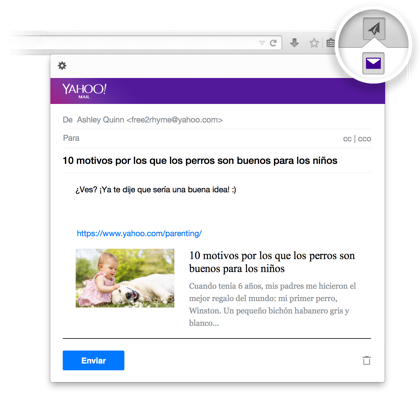 YAHOO!
MAIL
De Ashley Quinn <free2rhyme@yahoo.com>
Para cc | cco
10 motivos por los que los perros son buenos para los niños
¿Ves? ¡Ya te dije que sería una buena idea! :)
https://www.yahoo.com/parenting/
10 motivos por los que los perros son
buenos para los niños
Cuando tenía 6 años, mis padres me hicieron el
mejor regalo del mundo: mi primer perro,
Winston. Un pequeño bichón habanero gris y
blanco...
Enviar